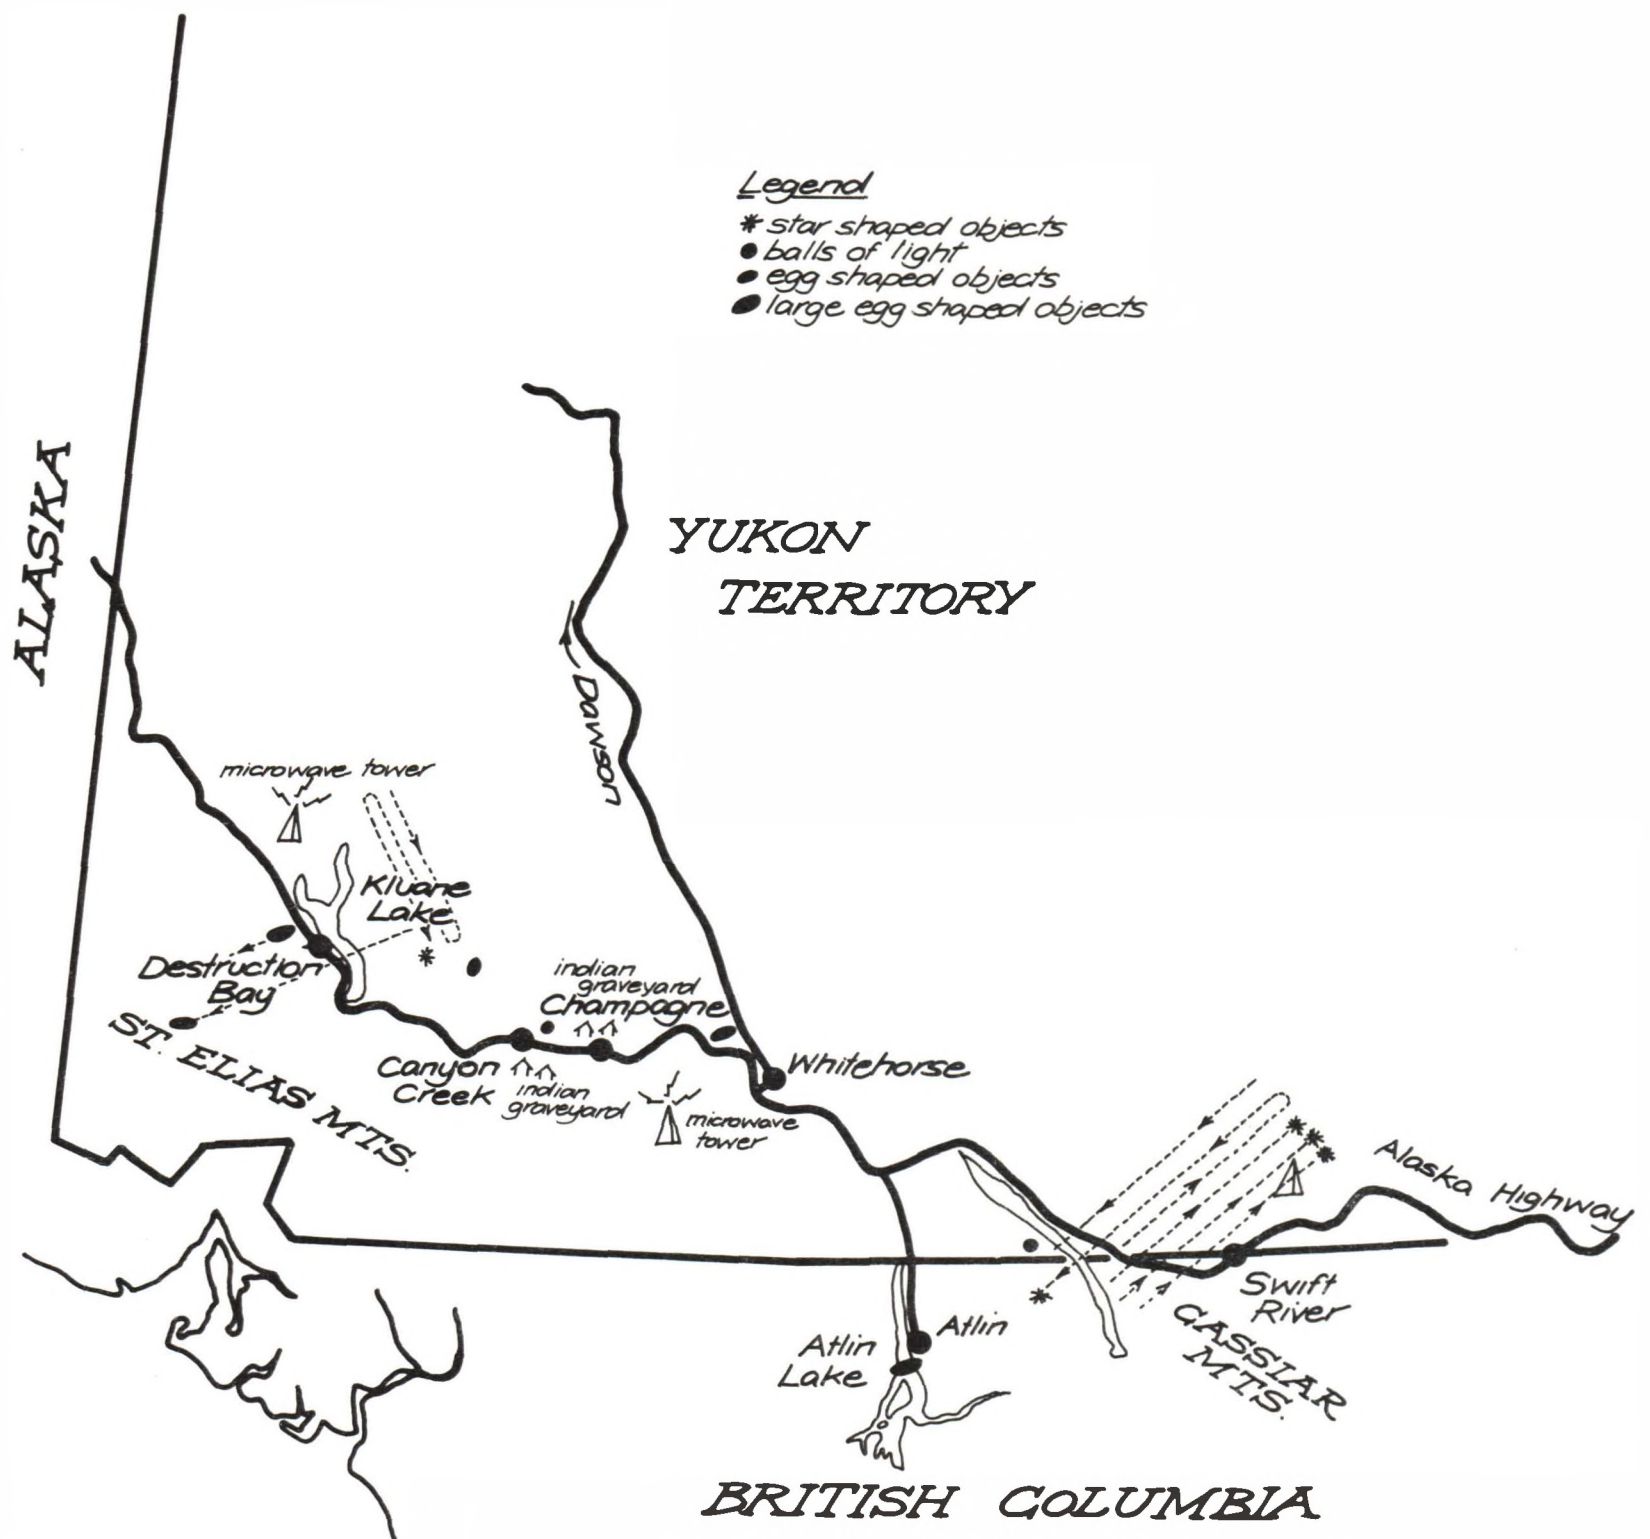 Legend
star shaped objects
balls of light
egg shaped objects
large egg shaped objects
ALASKA
YUKON
TERRITORY
Dawson
microwave tower
Kluane
Lake
Destruction
Bay
indian
graveyard
Champagne
ST. ELIAS MTS.
Canyon
Creek
indian
graveyard
Whitehorse
microwave
tower
Alaska Highway
Swift
River
CASSIAR
MTS.
Atlin
Atlin
Lake
BRITISH COLUMBIA